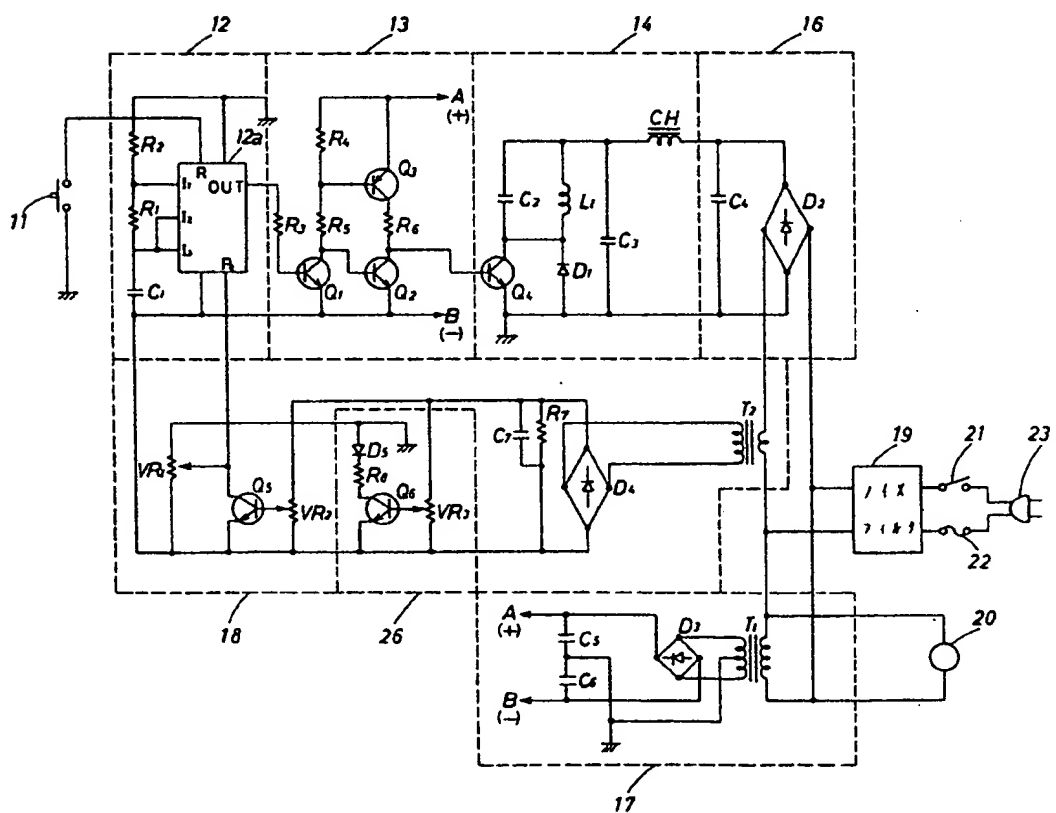 12
13
14
16
A
(+)
CH
R2
R
12a
OUT
R4
Q3
I1
11
R1
I2
R3
R5
R6
C2
L1
C3
C4
D2
I3
C1
Q1
Q2
Q4
D1
B
(−)
T2
R7
C7
D5
19
21
23
VR1
R8
Q5
Q6
VR2
VR3
D4
22
18
26
A
(+)
D3
T1
20
C5
C6
B
(−)
17